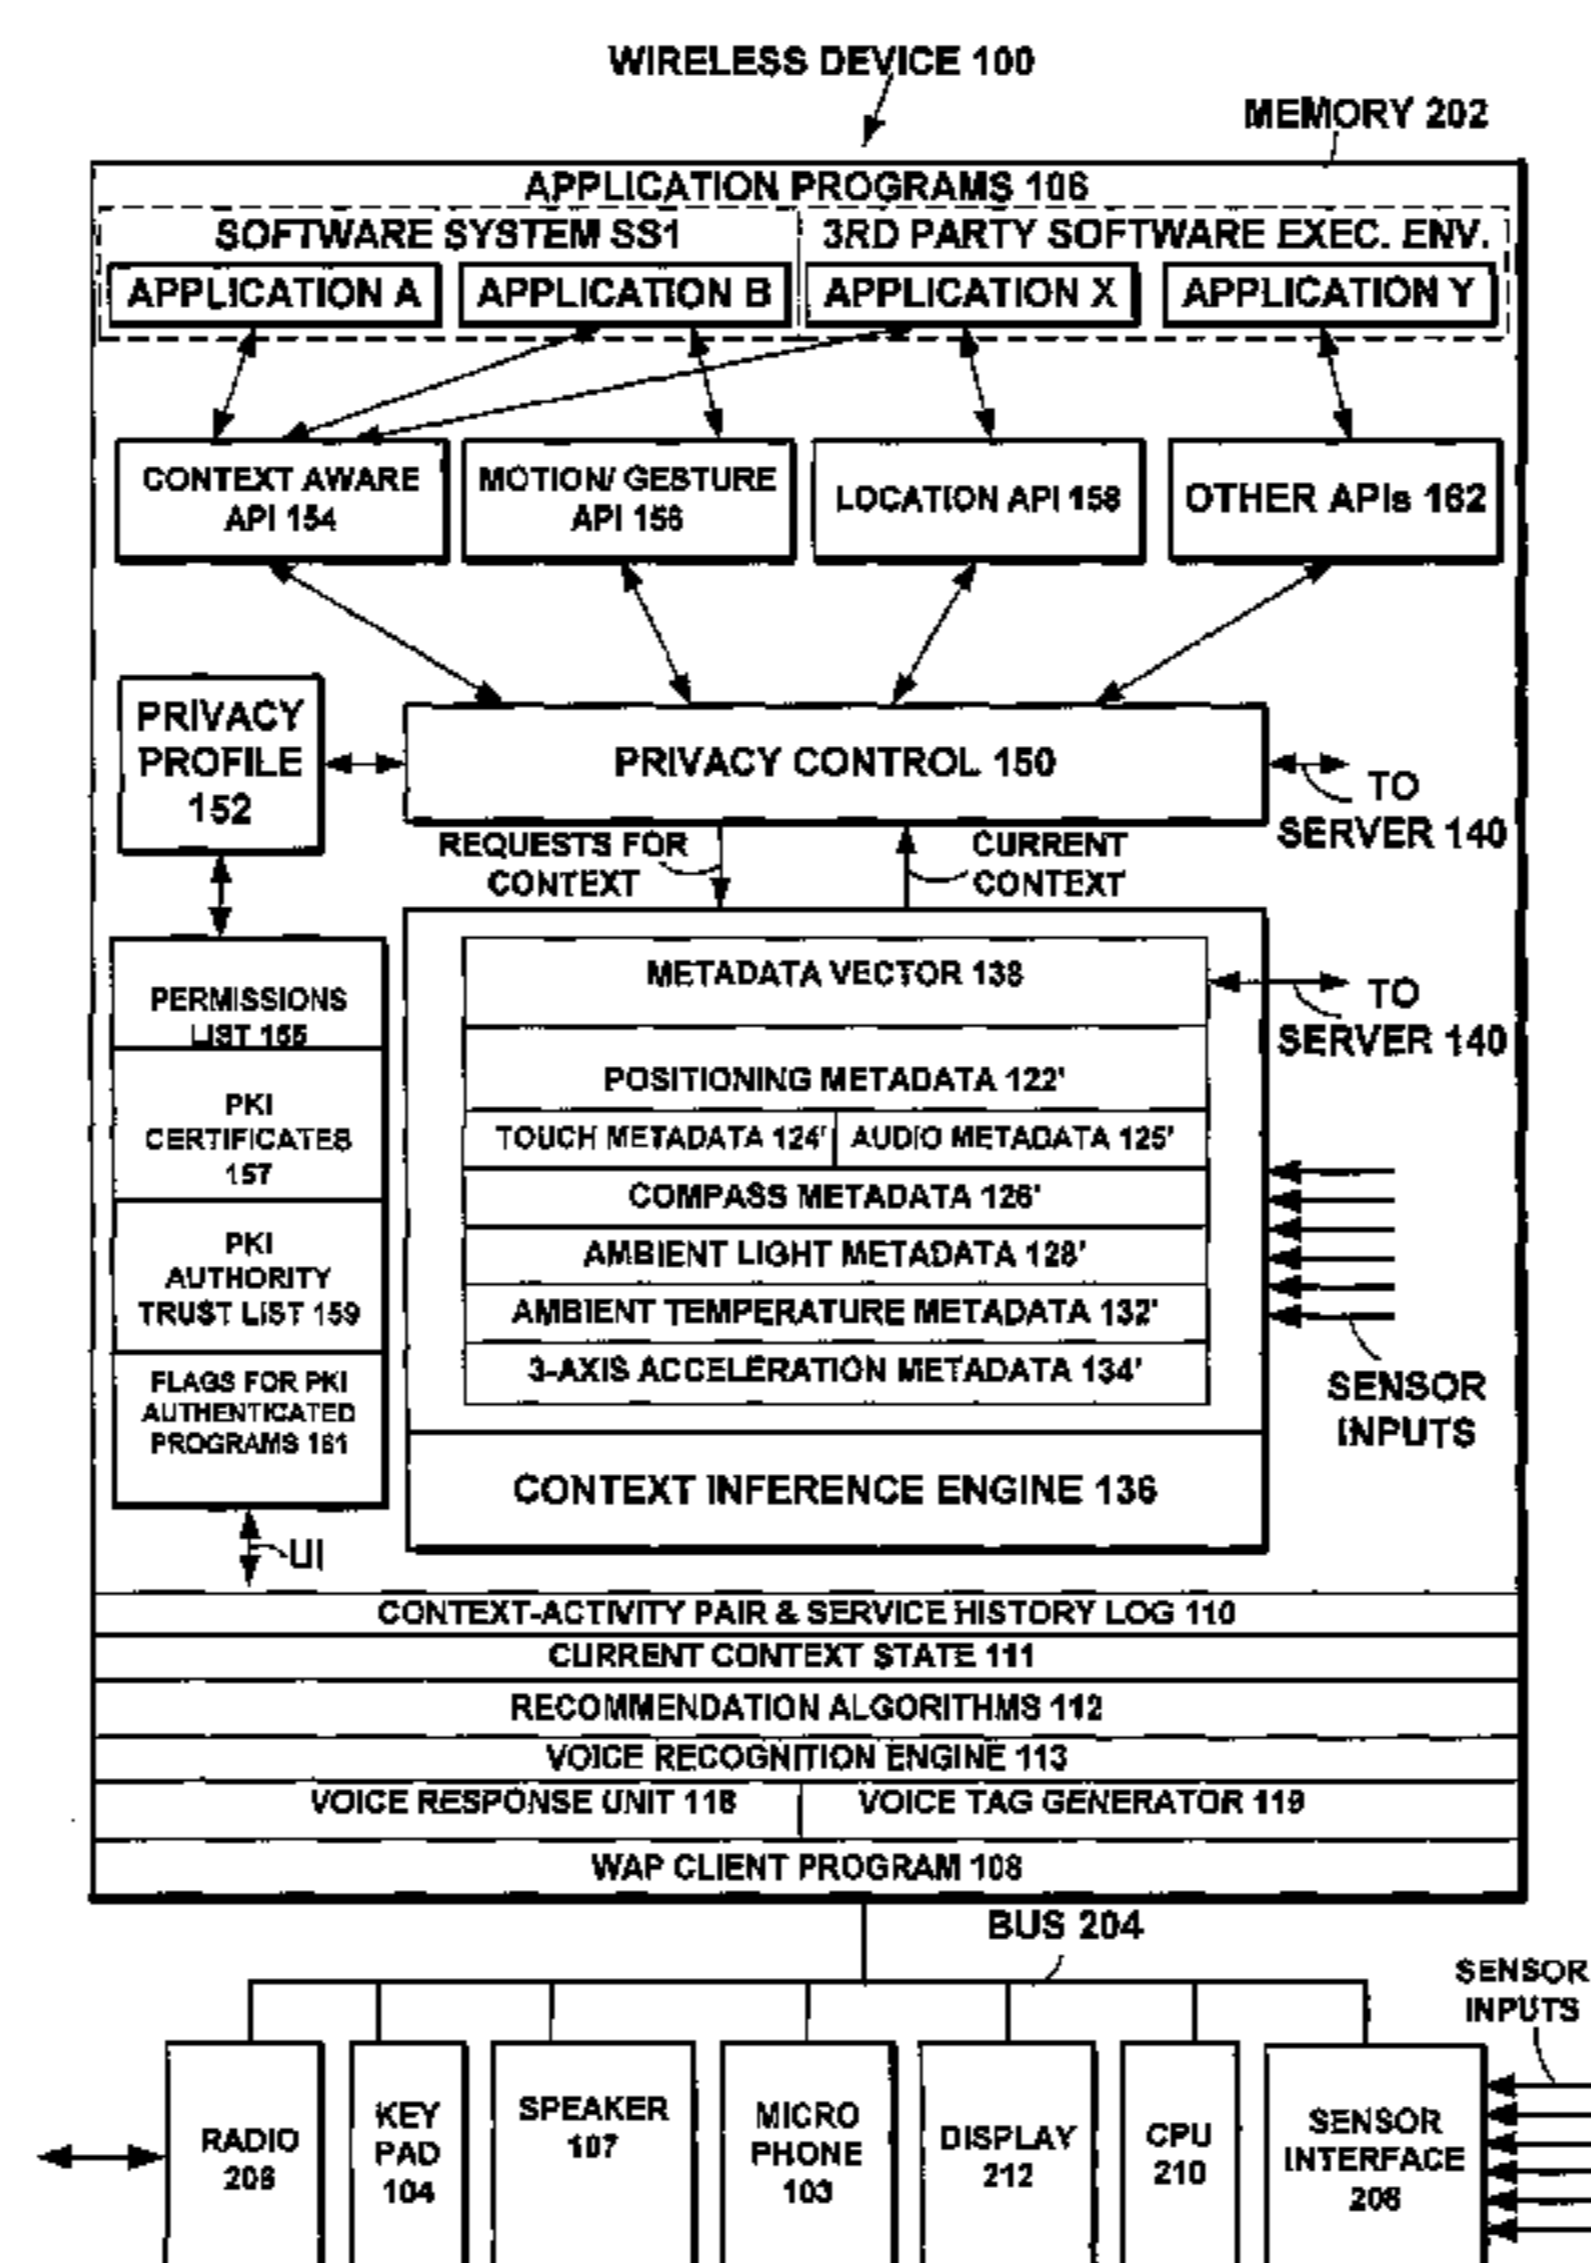 WIRELESS DEVICE 100
MEMORY 202
APPLICATION PROGRAMS 106
SOFTWARE SYSTEM SS1
3RD PARTY SOFTWARE EXEC. ENV.
APPLICATION A
APPLICATION B
APPLICATION X
APPLICATION Y
CONTEXT AWARE
API 154
MOTION/ GESTURE
API 156
LOCATION API 158
OTHER APIs 162
PRIVACY
PROFILE
152
PRIVACY CONTROL 150
TO
SERVER 140
REQUESTS FOR
CONTEXT
CURRENT
CONTEXT
PERMISSIONS
LIST 155
PKI
CERTIFICATES
157
PKI
AUTHORITY
TRUST LIST 159
FLAGS FOR PKI
AUTHENTICATED
PROGRAMS 161
UI
METADATA VECTOR 138
TO
SERVER 140
POSITIONING METADATA 122'
TOUCH METADATA 124'
AUDIO METADATA 125'
COMPASS METADATA 126'
AMBIENT LIGHT METADATA 128'
AMBIENT TEMPERATURE METADATA 132'
3-AXIS ACCELERATION METADATA 134'
SENSOR
INPUTS
CONTEXT INFERENCE ENGINE 136
CONTEXT-ACTIVITY PAIR & SERVICE HISTORY LOG 110
CURRENT CONTEXT STATE 111
RECOMMENDATION ALGORITHMS 112
VOICE RECOGNITION ENGINE 113
VOICE RESPONSE UNIT 118
VOICE TAG GENERATOR 119
WAP CLIENT PROGRAM 108
BUS 204
SENSOR
INPUTS
RADIO
206
KEY
PAD
104
SPEAKER
107
MICRO
PHONE
103
DISPLAY
212
CPU
210
SENSOR
INTERFACE
208